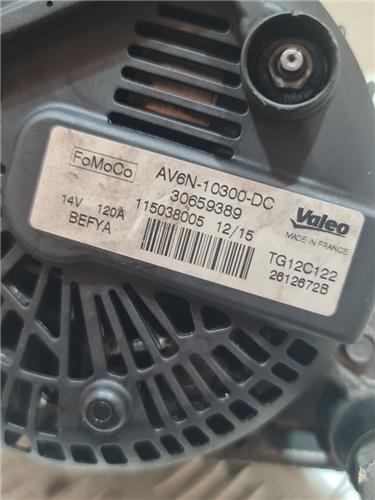 FoMoCo
AV6N-10300-DC
30659389
14V 120A 115038005 12/15
BEFYA
Valeo
MADE IN FRANCE
TG12C122
2612672B